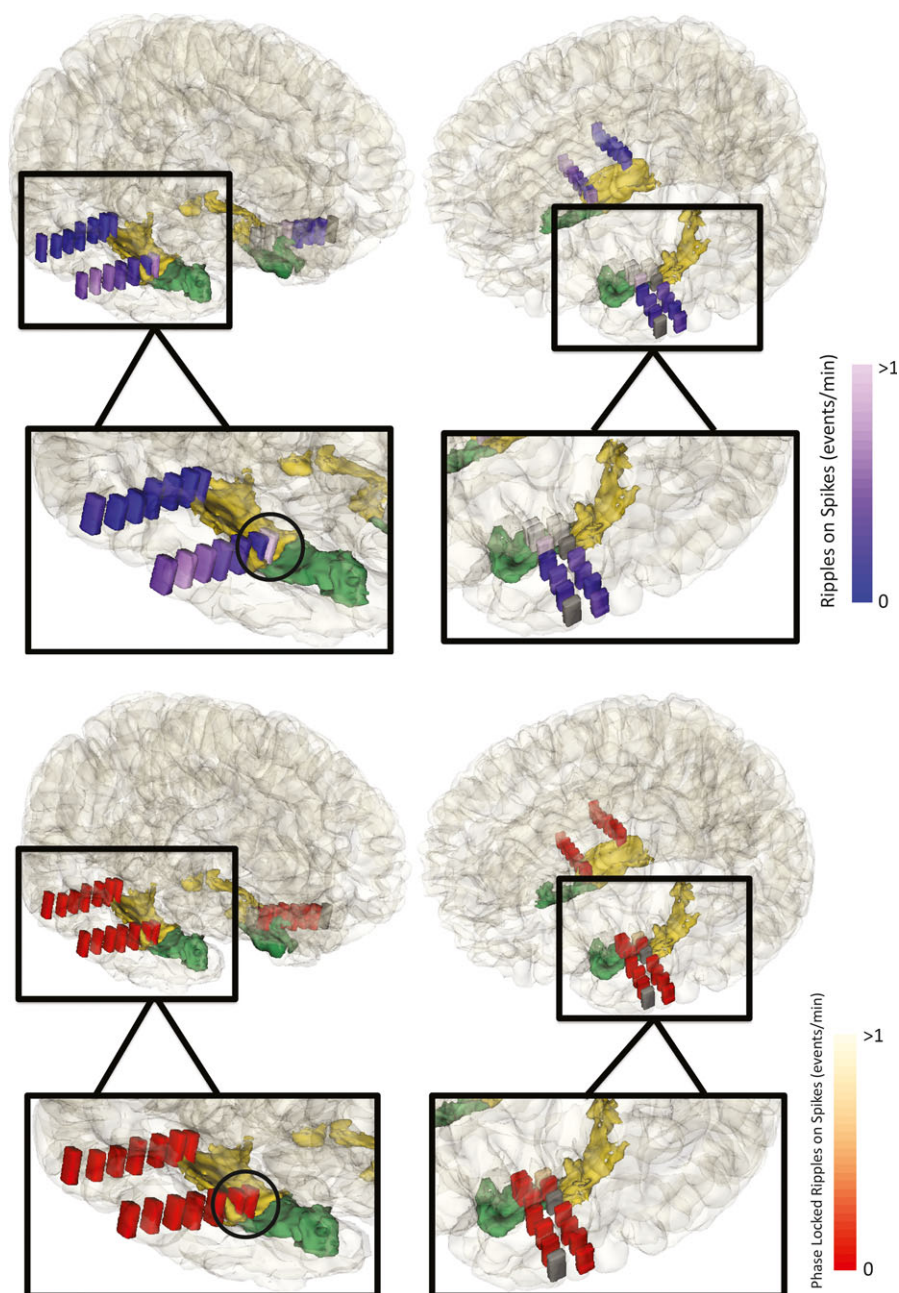 >1
Ripples on Spikes (events/min)
0
>1
Phase Locked Ripples on Spikes (events/min)
0